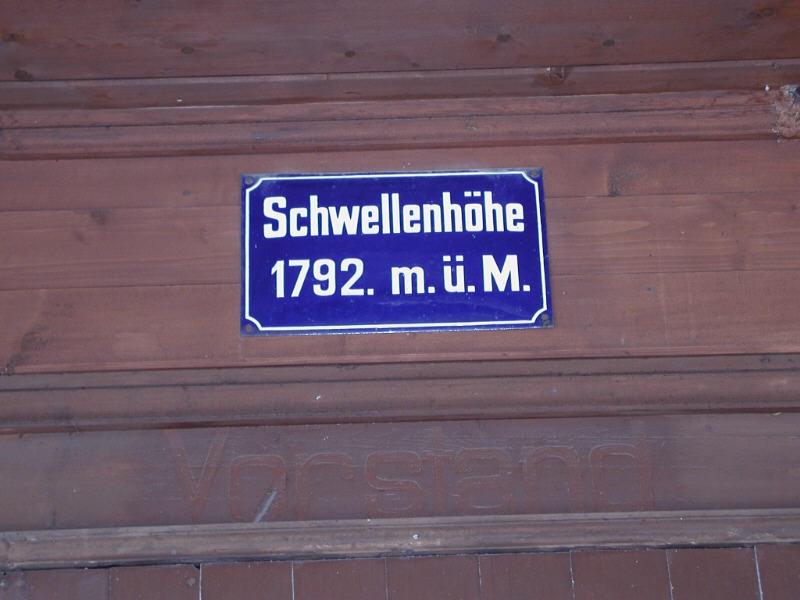 Schwellenhöhe
1792. m.ü.M.
Vorstand